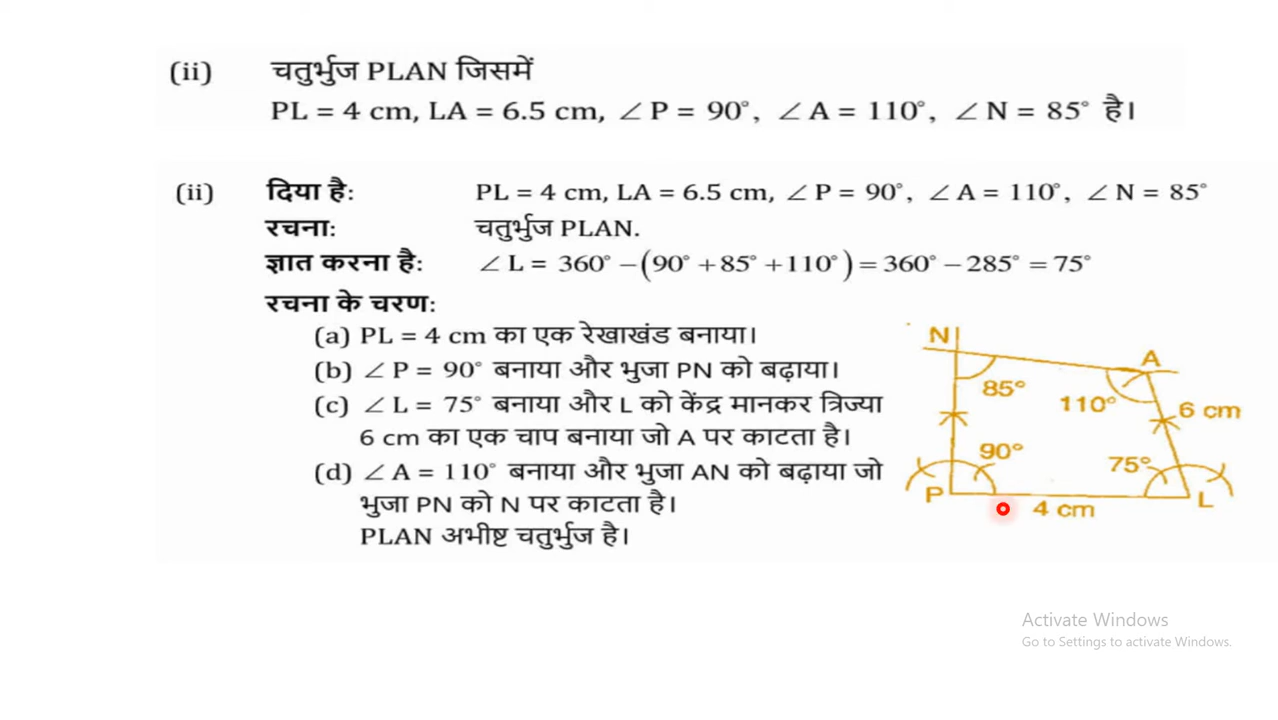 (ii) चतुर्भुज PLAN जिसमें
PL = 4 cm, LA = 6.5 cm, ∠P = 90°, ∠A = 110°, ∠N = 85° है।
(ii) दिया है: PL = 4 cm, LA = 6.5 cm, ∠P = 90°, ∠A = 110°, ∠N = 85°
रचना: चतुर्भुज PLAN.
ज्ञात करना है: ∠L = 360° − (90° + 85° + 110°) = 360° − 285° = 75°
रचना के चरण:
(a) PL = 4 cm का एक रेखाखंड बनाया।
(b) ∠P = 90° बनाया और भुजा PN को बढ़ाया।
(c) ∠L = 75° बनाया और L को केंद्र मानकर त्रिज्या
6 cm का एक चाप बनाया जो A पर काटता है।
(d) ∠A = 110° बनाया और भुजा AN को बढ़ाया जो
भुजा PN को N पर काटता है।
PLAN अभीष्ट चतुर्भुज है।
N
A
85°
110°
6 cm
90°
75°
P
L
4 cm
Activate Windows
Go to Settings to activate Windows.